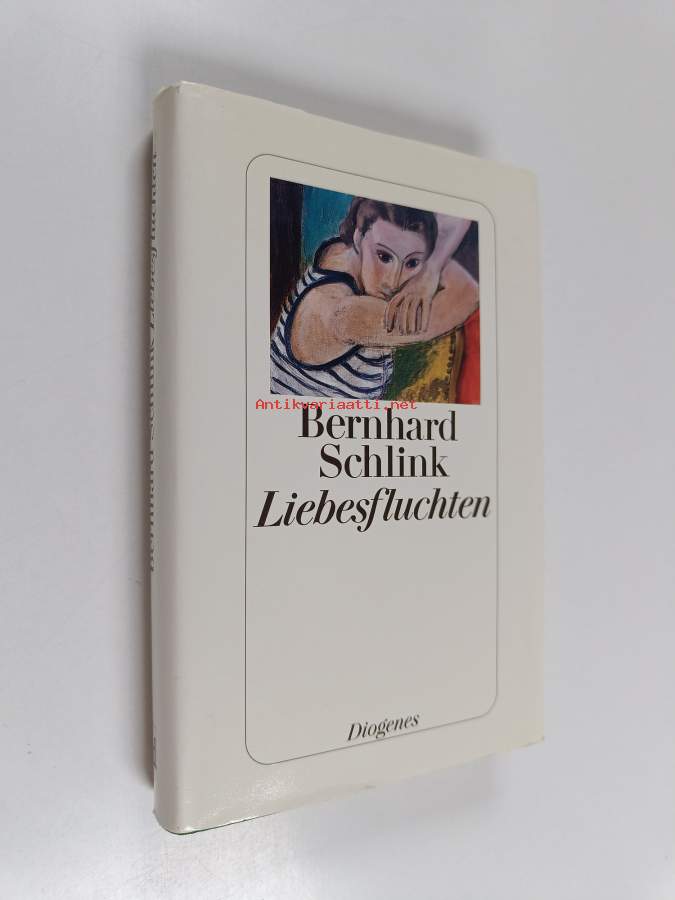 Antikvariaatti.net
Bernhard
Schlink
Liebesfluchten
Diogenes
Bernhard Schlink Liebesfluchten